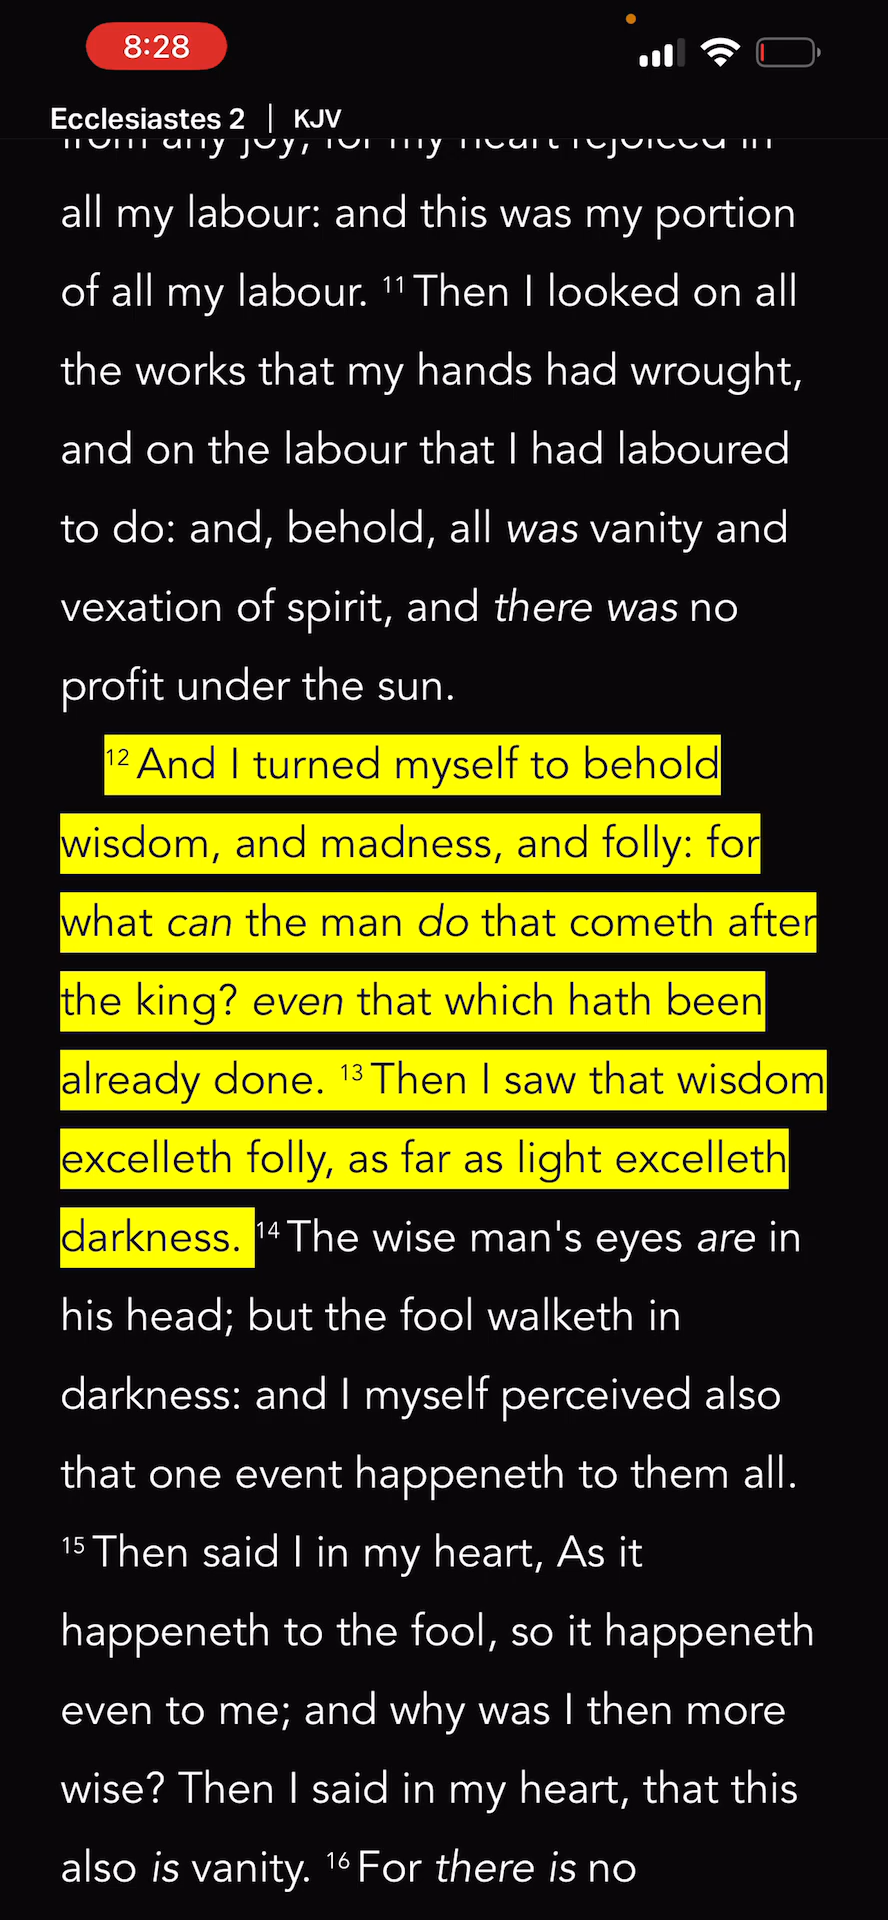 8:28
Ecclesiastes 2 | KJV
from any joy; for my heart rejoiced in
all my labour: and this was my portion
of all my labour. 11 Then I looked on all
the works that my hands had wrought,
and on the labour that I had laboured
to do: and, behold, all was vanity and
vexation of spirit, and there was no
profit under the sun.
12 And I turned myself to behold
wisdom, and madness, and folly: for
what can the man do that cometh after
the king? even that which hath been
already done. 13 Then I saw that wisdom
excelleth folly, as far as light excelleth
darkness. 14 The wise man's eyes are in
his head; but the fool walketh in
darkness: and I myself perceived also
that one event happeneth to them all.
15 Then said I in my heart, As it
happeneth to the fool, so it happeneth
even to me; and why was I then more
wise? Then I said in my heart, that this
also is vanity. 16 For there is no